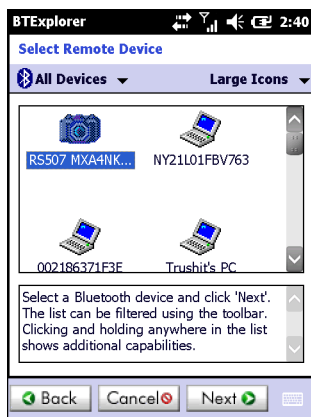 BTExplorer 2:40
Select Remote Device
All Devices Large Icons
RS507 MXA4NK... NY21L01FBV763
002186371F3E Trushit's PC
Select a Bluetooth device and click 'Next'.
The list can be filtered using the toolbar.
Clicking and holding anywhere in the list
shows additional capabilities.
Back Cancel Next